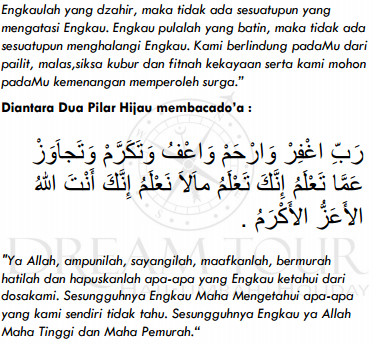 Engkaulah yang dzahir, maka tidak ada sesuatupun yang
mengatasi Engkau. Engkau pulalah yang batin, maka tidak ada
sesuatupun menghalangi Engkau. Kami berlindung padaMu dari
pailit, malas,siksa kubur dan fitnah kekayaan serta kami mohon
padaMu kemenangan memperoleh surga.”
Diantara Dua Pilar Hijau membacado’a :
رَبِّ اغْفِرْ وَارْحَمْ وَاعْفُ وَتَكَرَّمْ وَتَجاَوَزْ
عَمَّا تَعْلَمُ إِنَّكَ تَعْلَمُ ماَلاَ نَعْلَمُ إِنَّكَ أَنْتَ اللهُ
الأَعَزُّ الأَكْرَمُ .
DREAM TOUR
"Ya Allah, ampunilah, sayangilah, maafkanlah, bermurah
hatilah dan hapuskanlah apa-apa yang Engkau ketahui dari
dosakami. Sesungguhnya Engkau Maha Mengetahui apa-apa
yang kami sendiri tidak tahu. Sesungguhnya Engkau ya Allah
Maha Tinggi dan Maha Pemurah.“